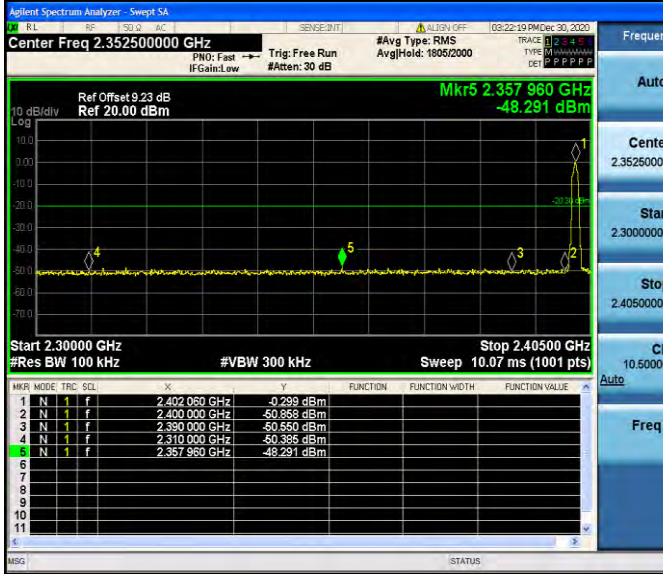 Agilent Spectrum Analyzer - Swept SA
RL RF 50 Ω AC SENSE:INT ALIGN OFF 03:22:19 PM Dec 30, 2020
Center Freq 2.352500000 GHz
PNO: Fast
IFGain:Low
Trig: Free Run
#Atten: 30 dB
#Avg Type: RMS
Avg|Hold: 1805/2000
TRACE 1 2 3 4 5 6
TYPE M
DET P P P P P P
Ref Offset 9.23 dB
Ref 20.00 dBm
10 dB/div
Log
Mkr5 2.357 960 GHz
-48.291 dBm
10.0
0.00
-10.0
-20.0
-30.0
-40.0
-50.0
-60.0
-70.0
1
4
5
3
2
Start 2.30000 GHz Stop 2.40500 GHz
#Res BW 100 kHz #VBW 300 kHz Sweep 10.07 ms (1001 pts)
MKR MODE TRC SCL X Y FUNCTION FUNCTION WIDTH FUNCTION VALUE
1 N 1 f 2.402 060 GHz -0.299 dBm
2 N 1 f 2.400 000 GHz -50.858 dBm
3 N 1 f 2.390 000 GHz -50.550 dBm
4 N 1 f 2.310 000 GHz -50.385 dBm
5 N 1 f 2.357 960 GHz -48.291 dBm
6
7
8
9
10
11
MSG STATUS
Frequen
Auto
Cente
2.3525000
Star
2.3000000
Stop
2.4050000
C
10.5000
Auto
Freq